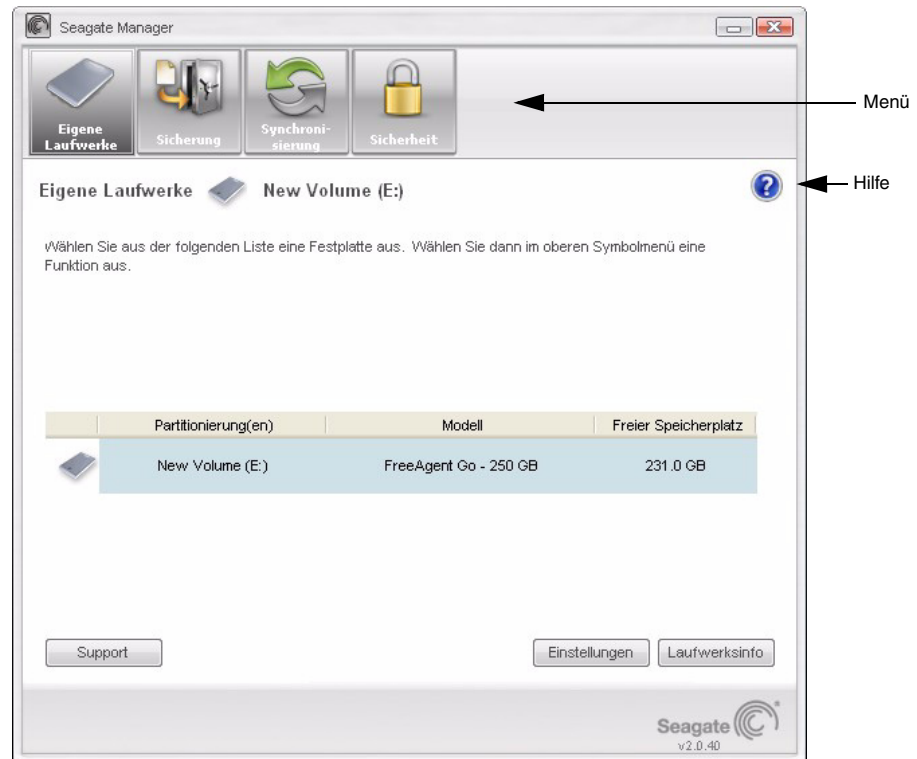 Seagate Manager
Eigene
Laufwerke
Sicherung
Synchroni-
sierung
Sicherheit
Menü
Eigene Laufwerke New Volume (E:)
?
Hilfe
Wählen Sie aus der folgenden Liste eine Festplatte aus. Wählen Sie dann im oberen Symbolmenü eine
Funktion aus.
Partitionierung(en) Modell Freier Speicherplatz
New Volume (E:) FreeAgent Go - 250 GB 231.0 GB
Support Einstellungen Laufwerksinfo
Seagate
v2.0.40